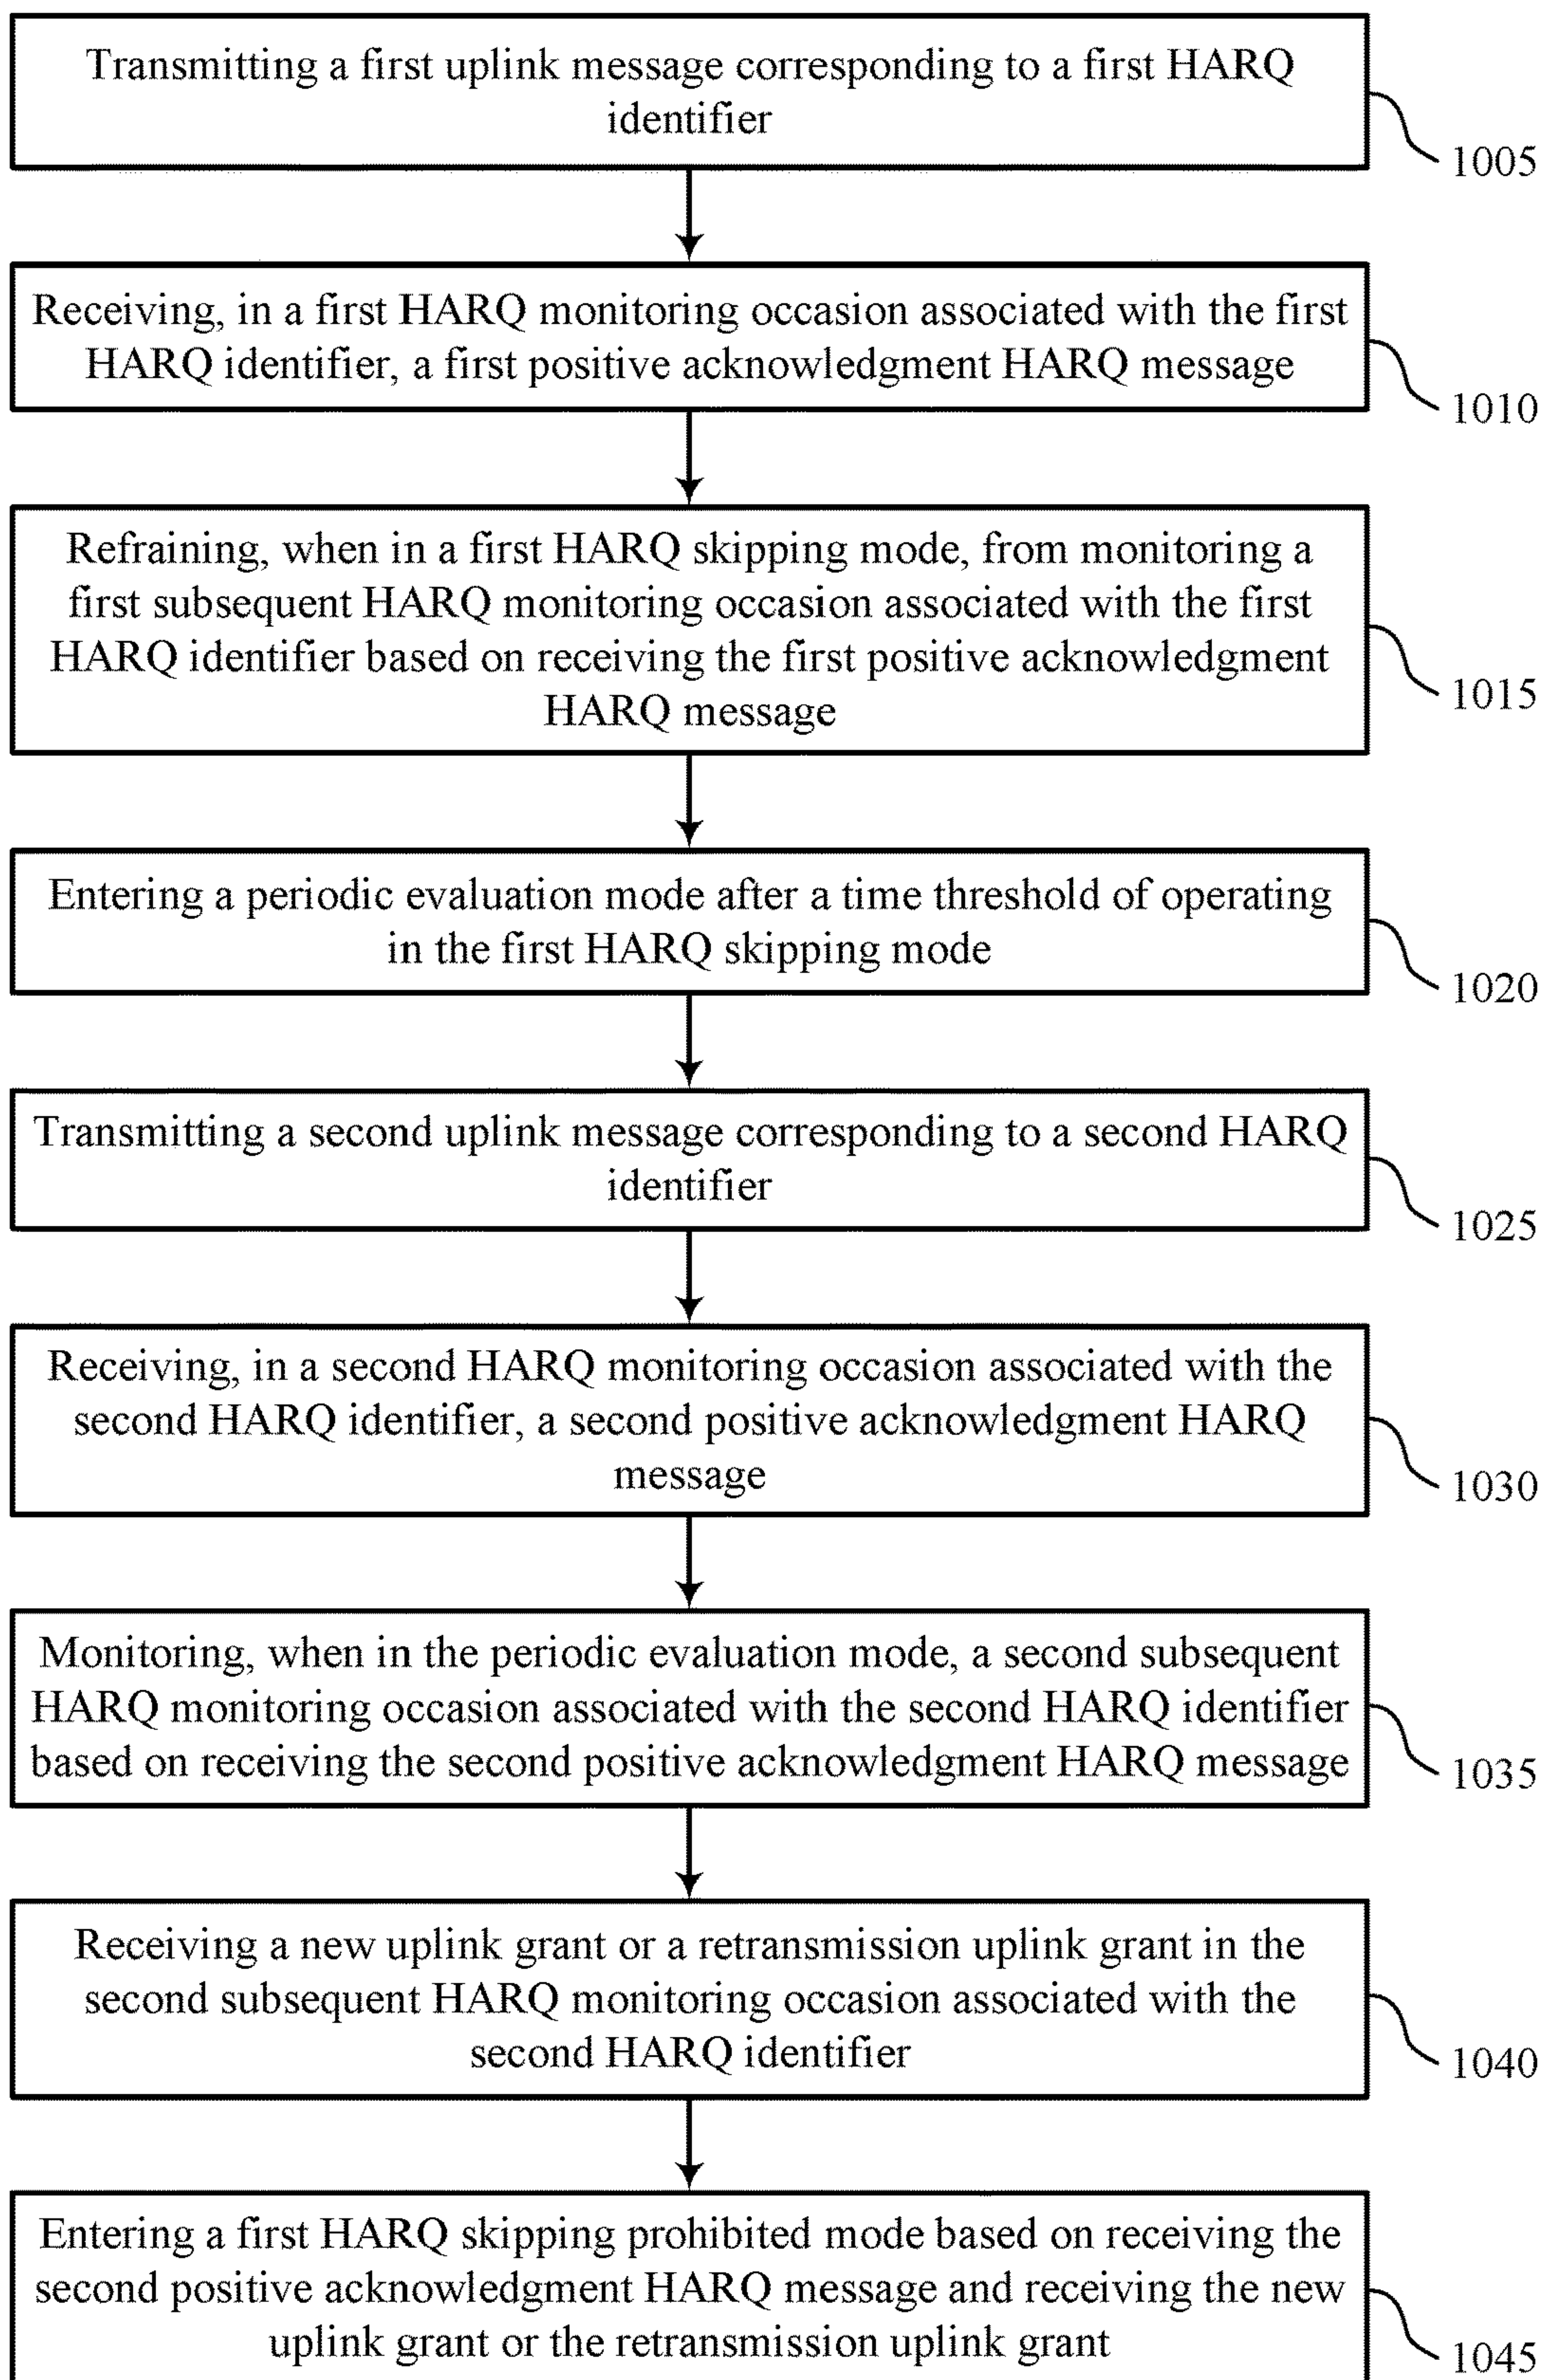 Transmitting a first uplink message corresponding to a first HARQ
identifier
1005
Receiving, in a first HARQ monitoring occasion associated with the first
HARQ identifier, a first positive acknowledgment HARQ message
1010
Refraining, when in a first HARQ skipping mode, from monitoring a
first subsequent HARQ monitoring occasion associated with the first
HARQ identifier based on receiving the first positive acknowledgment
HARQ message
1015
Entering a periodic evaluation mode after a time threshold of operating
in the first HARQ skipping mode
1020
Transmitting a second uplink message corresponding to a second HARQ
identifier
1025
Receiving, in a second HARQ monitoring occasion associated with the
second HARQ identifier, a second positive acknowledgment HARQ
message
1030
Monitoring, when in the periodic evaluation mode, a second subsequent
HARQ monitoring occasion associated with the second HARQ identifier
based on receiving the second positive acknowledgment HARQ message
1035
Receiving a new uplink grant or a retransmission uplink grant in the
second subsequent HARQ monitoring occasion associated with the
second HARQ identifier
1040
Entering a first HARQ skipping prohibited mode based on receiving the
second positive acknowledgment HARQ message and receiving the new
uplink grant or the retransmission uplink grant
1045